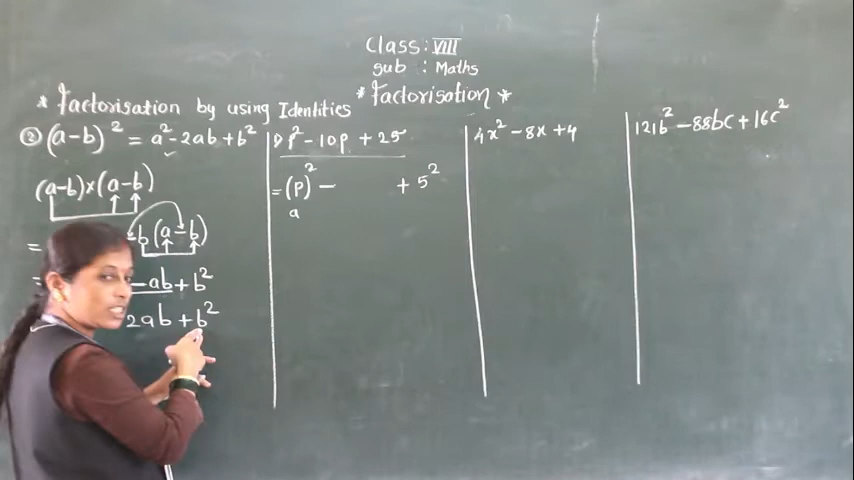 Class: VIII
sub : Maths
* Factorisation *
* Factorisation by using Identities
② (a-b)² = a²-2ab+b²
(a-b)×(a-b)
=
-b(a-b)
=
-ab+b²
2ab+b²
1) p²-10p+25
=(p)²- +5²
a
4x²-8x+4
121b²-88bc+16c²